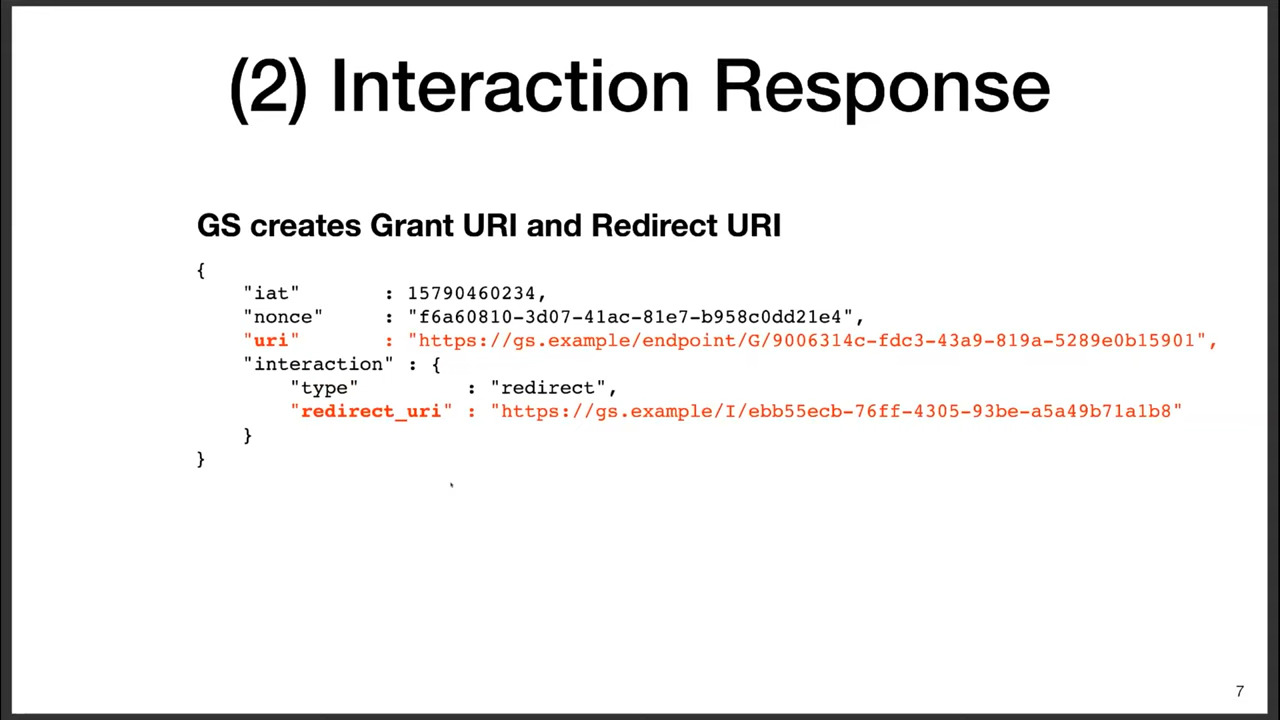 (2) Interaction Response
GS creates Grant URI and Redirect URI
{
    "iat"       : 15790460234,
    "nonce"     : "f6a60810-3d07-41ac-81e7-b958c0dd21e4",
    "uri"       : "https://gs.example/endpoint/G/9006314c-fdc3-43a9-819a-5289e0b15901",
    "interaction" : {
        "type"         : "redirect",
        "redirect_uri" : "https://gs.example/I/ebb55ecb-76ff-4305-93be-a5a49b71a1b8"
    }
}
7